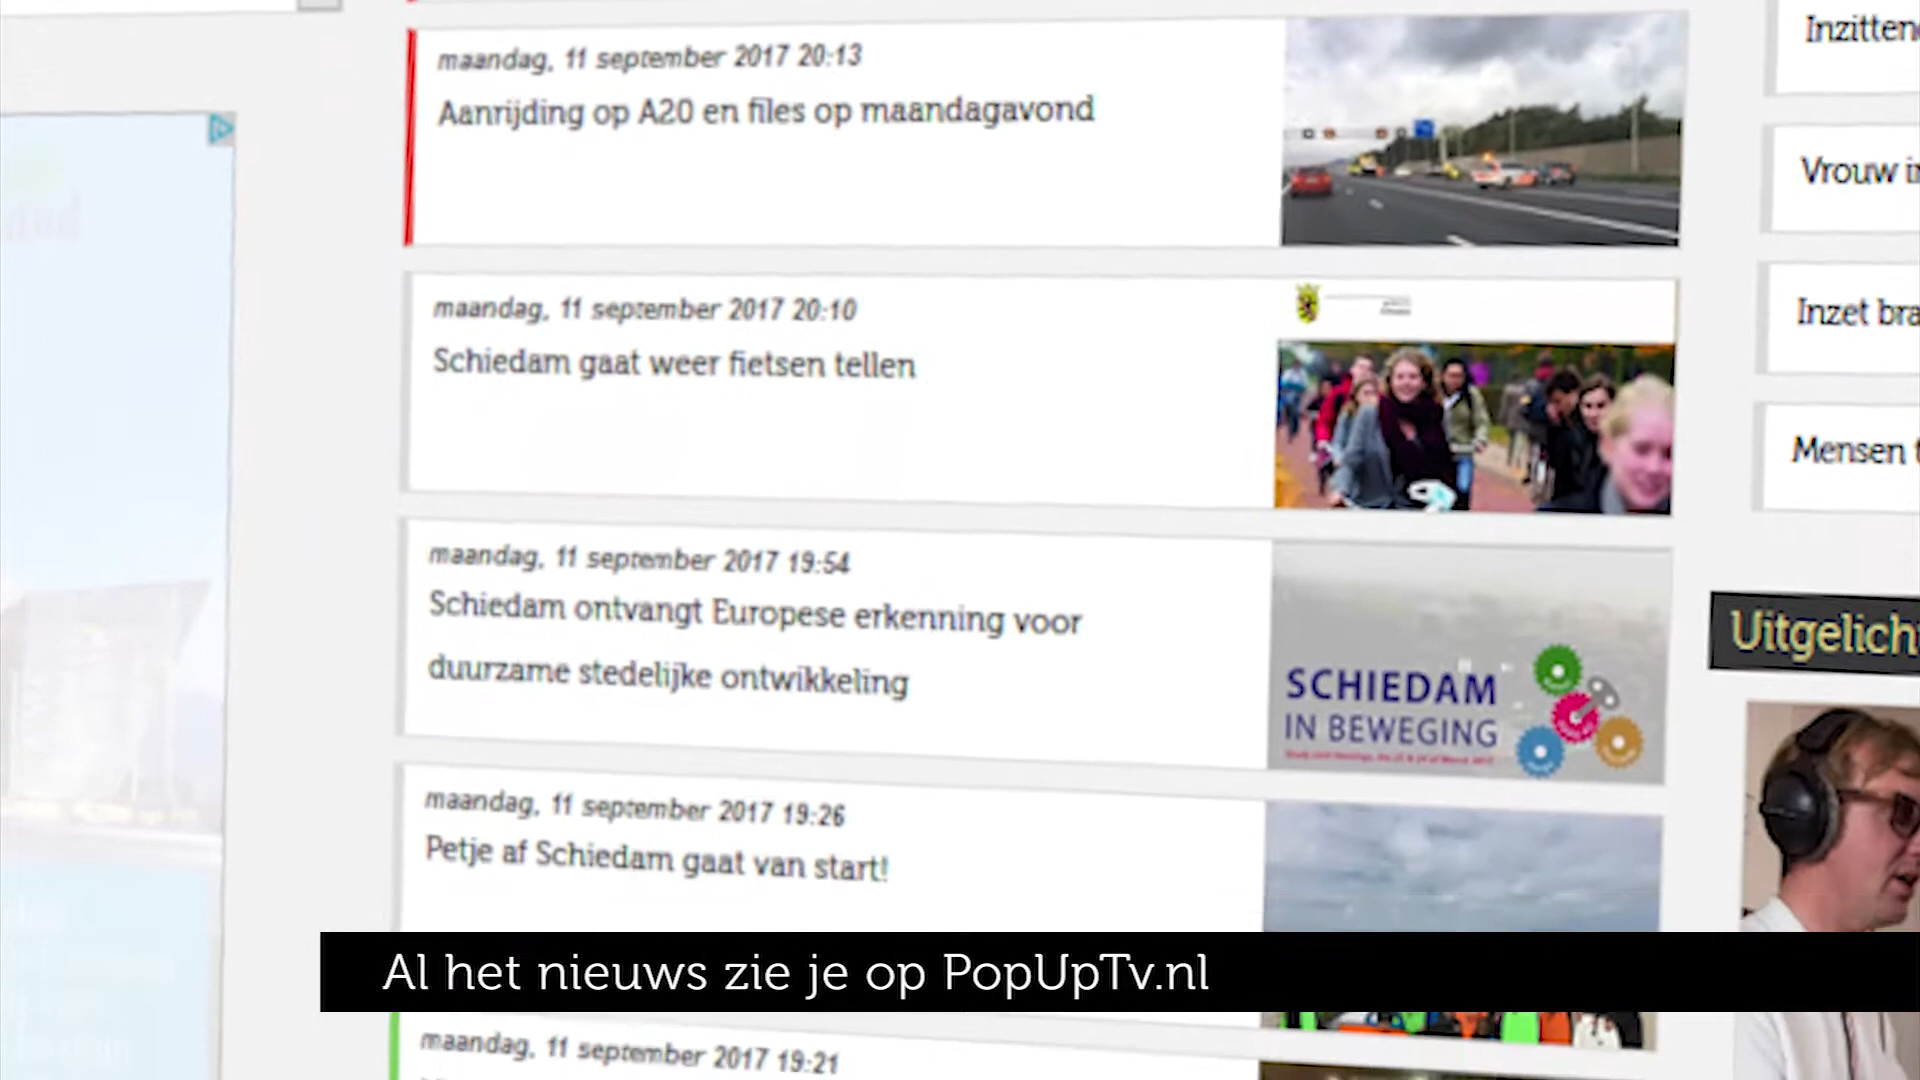 maandag, 11 september 2017 20:13
Aanrijding op A20 en files op maandagavond
maandag, 11 september 2017 20:10
Schiedam gaat weer fietsen tellen
maandag, 11 september 2017 19:54
Schiedam ontvangt Europese erkenning voor
duurzame stedelijke ontwikkeling
SCHIEDAM
IN BEWEGING
maandag, 11 september 2017 19:26
Petje af Schiedam gaat van start!
Al het nieuws zie je op PopUpTv.nl
maandag, 11 september 2017 19:21
Inzitten
Vrouw i
Inzet bra
Mensen t
Uitgelich